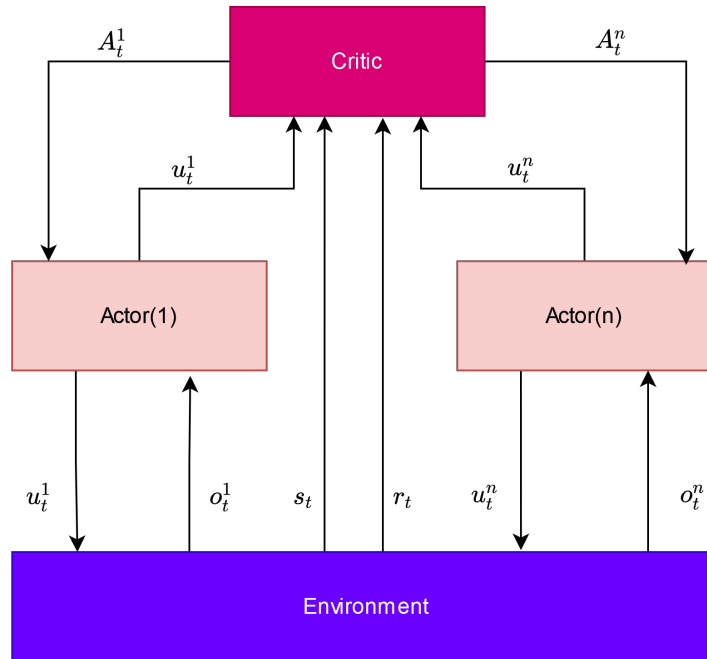 $A_t^1$
Critic
$A_t^n$
$u_t^1$
$u_t^n$
Actor(1)
Actor(n)
$u_t^1$
$o_t^1$
$s_t$
$r_t$
$u_t^n$
$o_t^n$
Environment